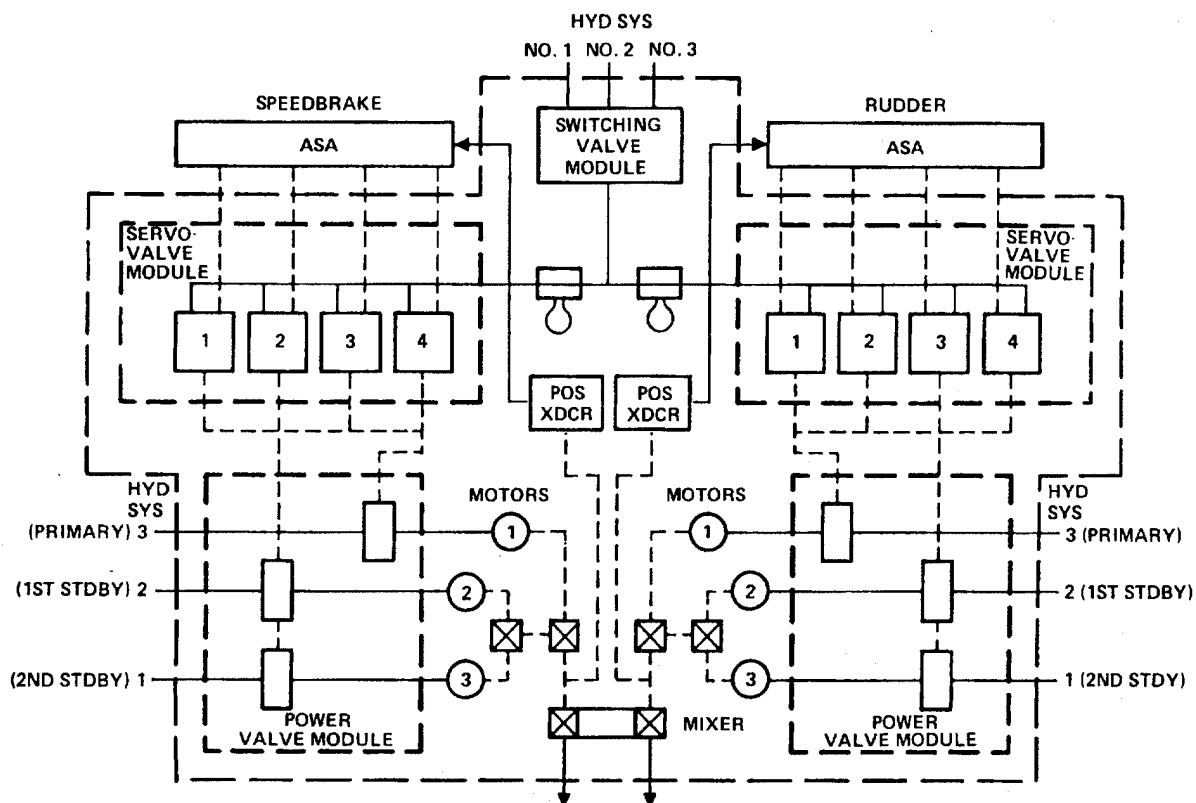 HYD SYS
NO. 1 NO. 2 NO. 3
SPEEDBRAKE
ASA
SWITCHING
VALVE
MODULE
RUDDER
ASA
SERVO-
VALVE
MODULE
1 2 3 4
SERVO-
VALVE
MODULE
1 2 3 4
POS
XDCR
POS
XDCR
HYD
SYS
(PRIMARY) 3
(1ST STDBY) 2
(2ND STDBY) 1
POWER
VALVE MODULE
MOTORS
1
2
3
MOTORS
1
2
3
MIXER
HYD
SYS
3 (PRIMARY)
2 (1ST STDBY)
1 (2ND STDY)
POWER
VALVE MODULE